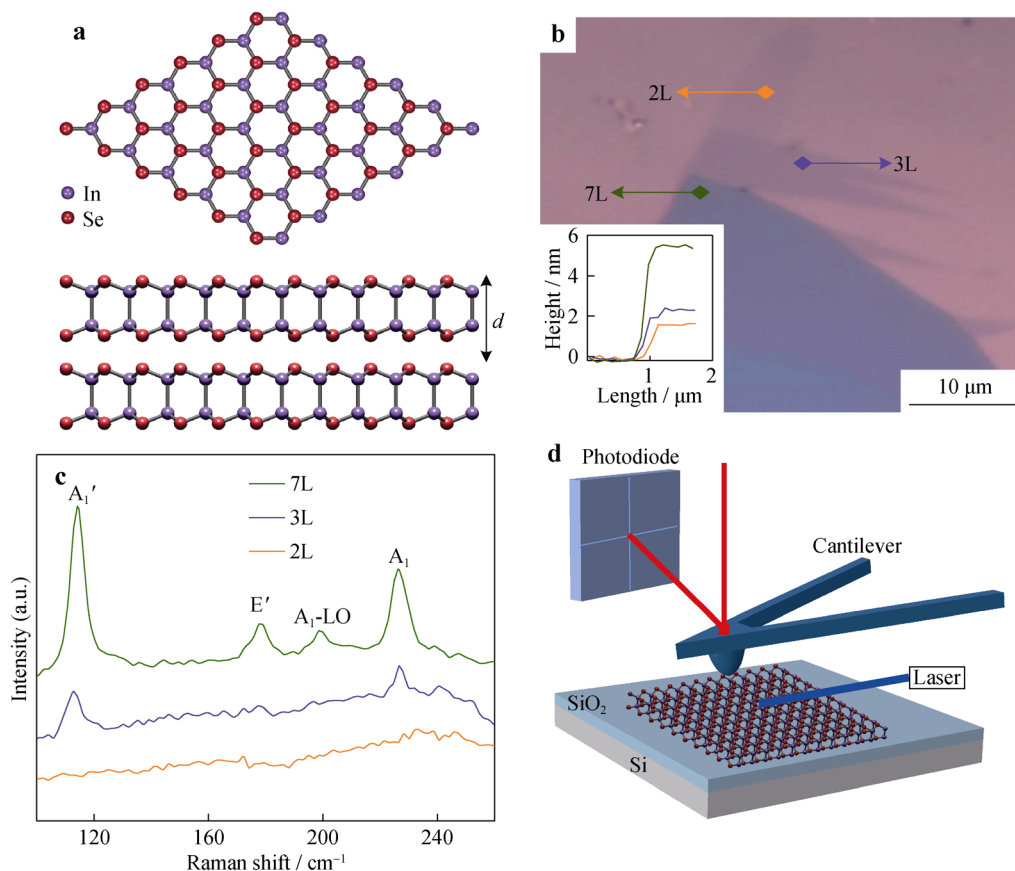 a
In
Se
d
b
2L
3L
7L
6
4
2
0
Height / nm
1
2
Length / μm
10 μm
c
A₁′
7L
3L
2L
E′
A₁-LO
A₁
Intensity (a.u.)
120
160
200
240
Raman shift / cm⁻¹
d
Photodiode
Cantilever
Laser
SiO₂
Si